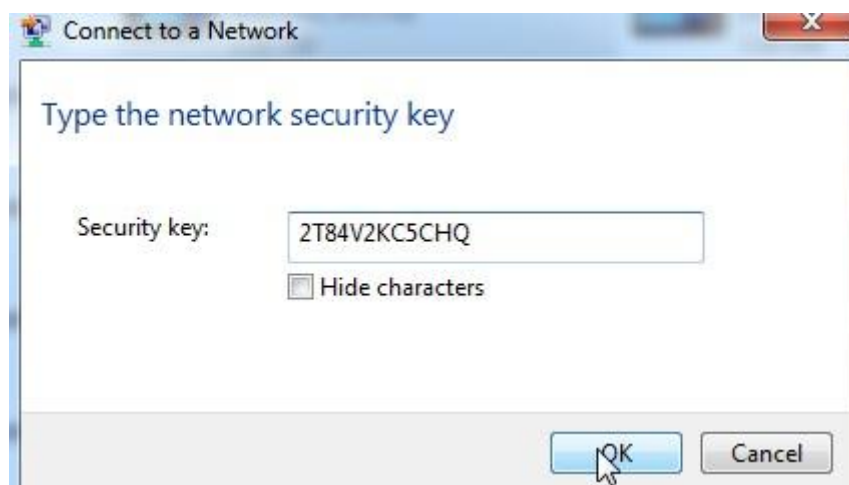 Connect to a Network
Type the network security key
Security key: 2T84V2KC5CHQ
Hide characters
OK Cancel